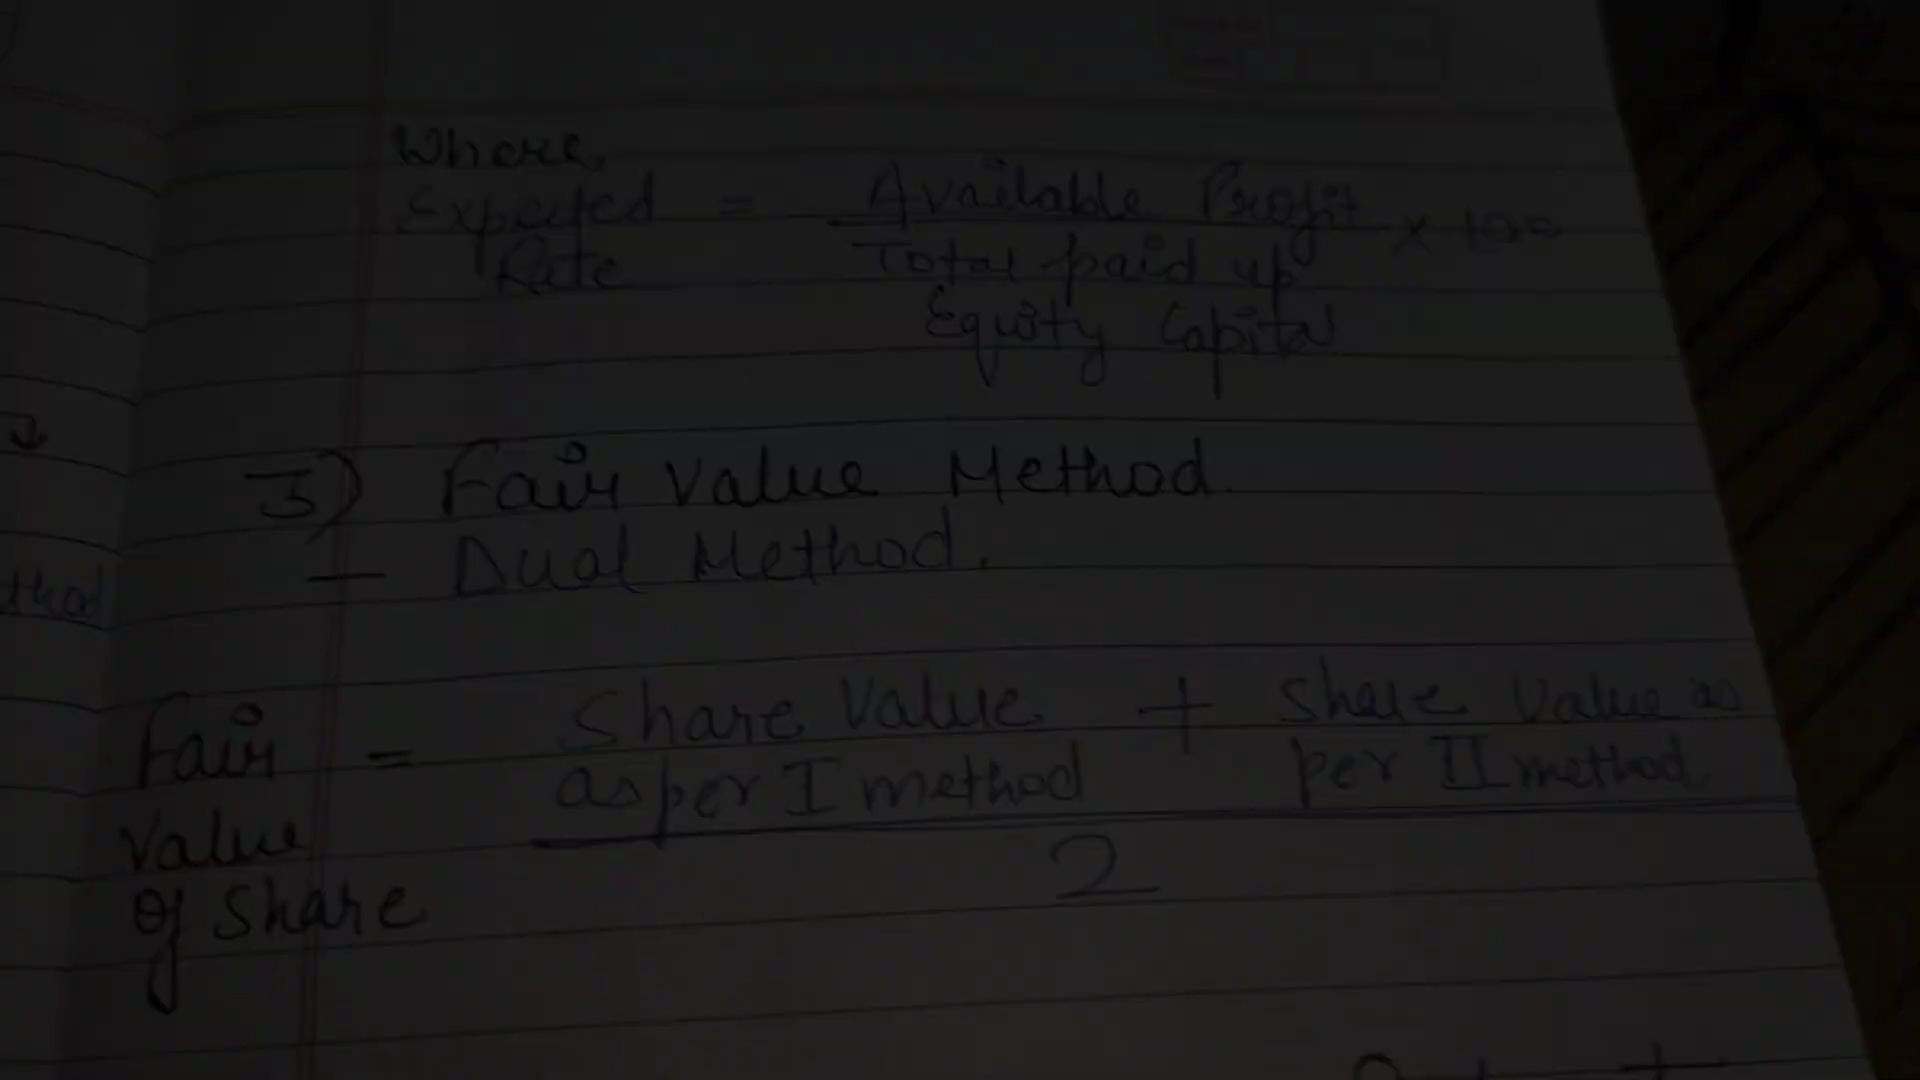 Where,
Expected = Available Profit × 100
Rate Total paid up
Equity Capital
3) Fair Value Method.
— Dual Method.
Fair = Share Value + Share Value as
as per I method per II method
Value 2
of Share
thod